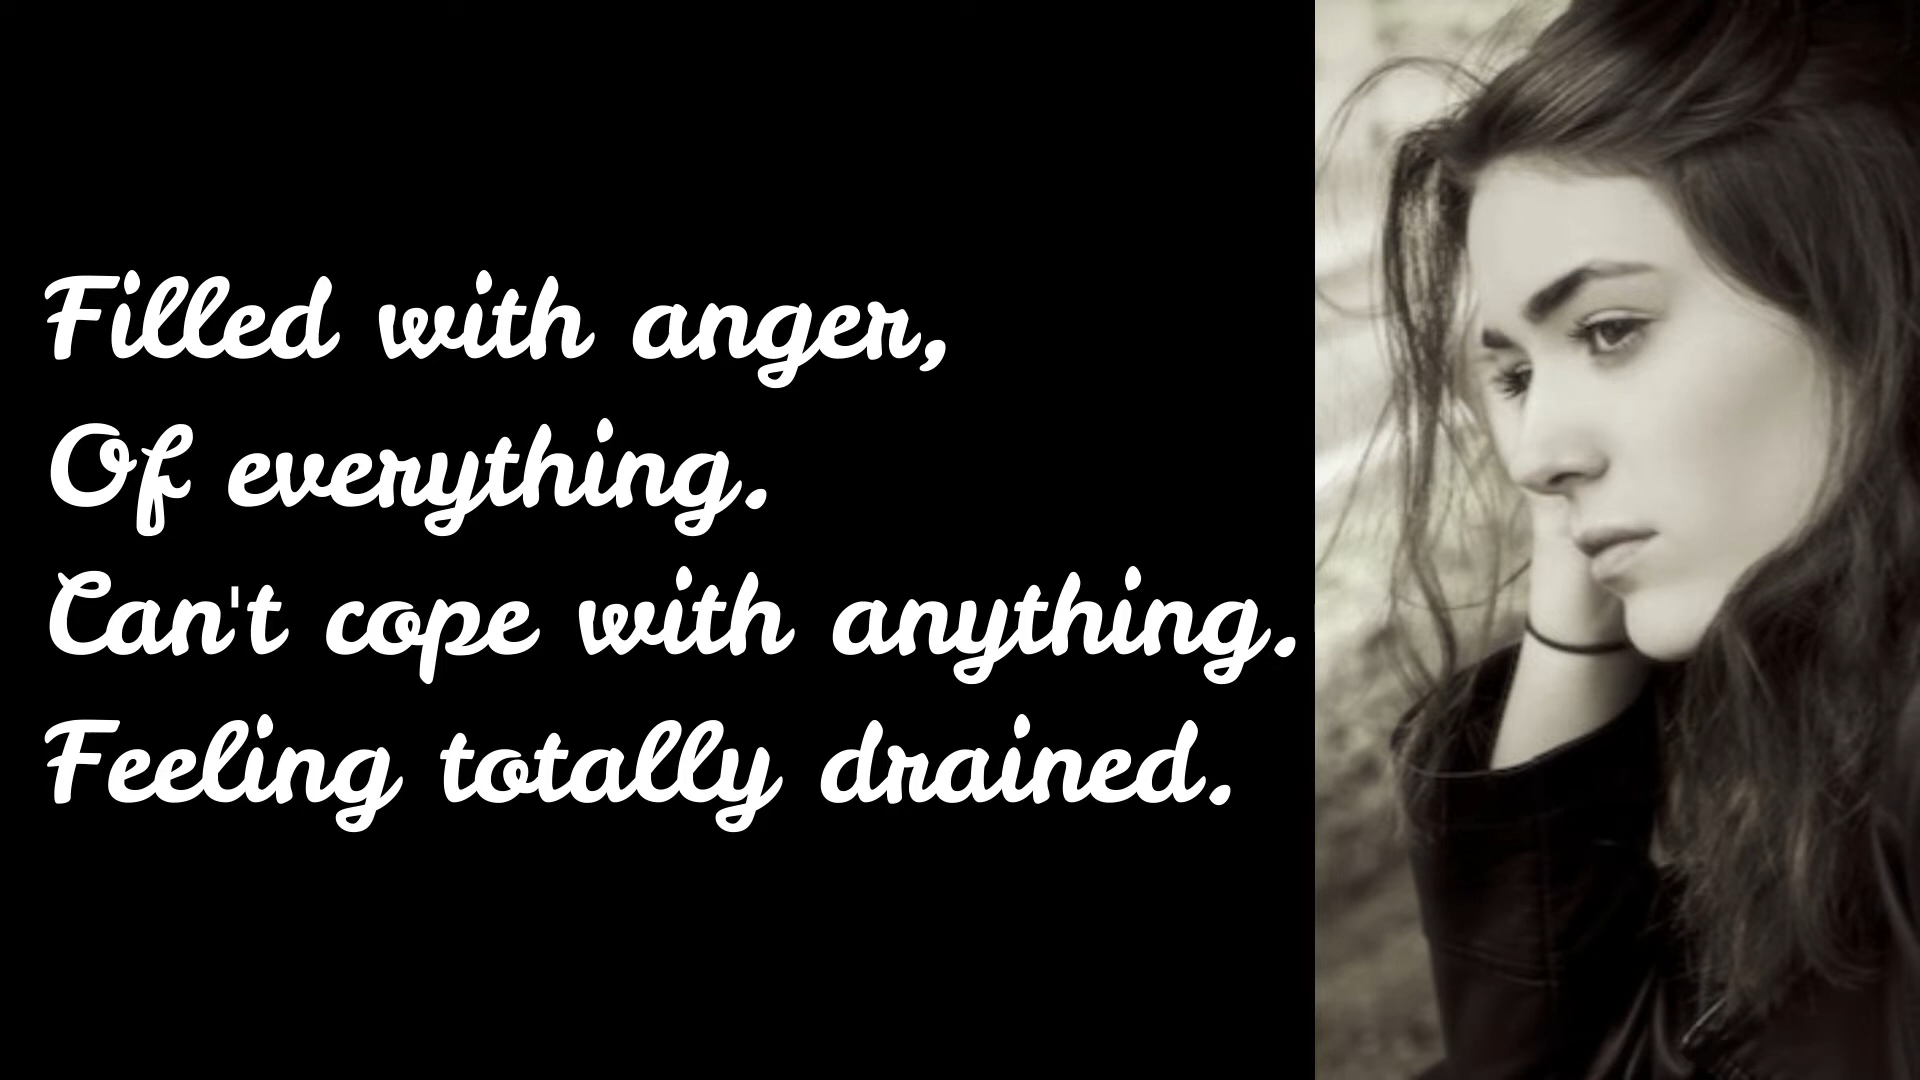 Filled with anger,
Of everything.
Can't cope with anything.
Feeling totally drained.